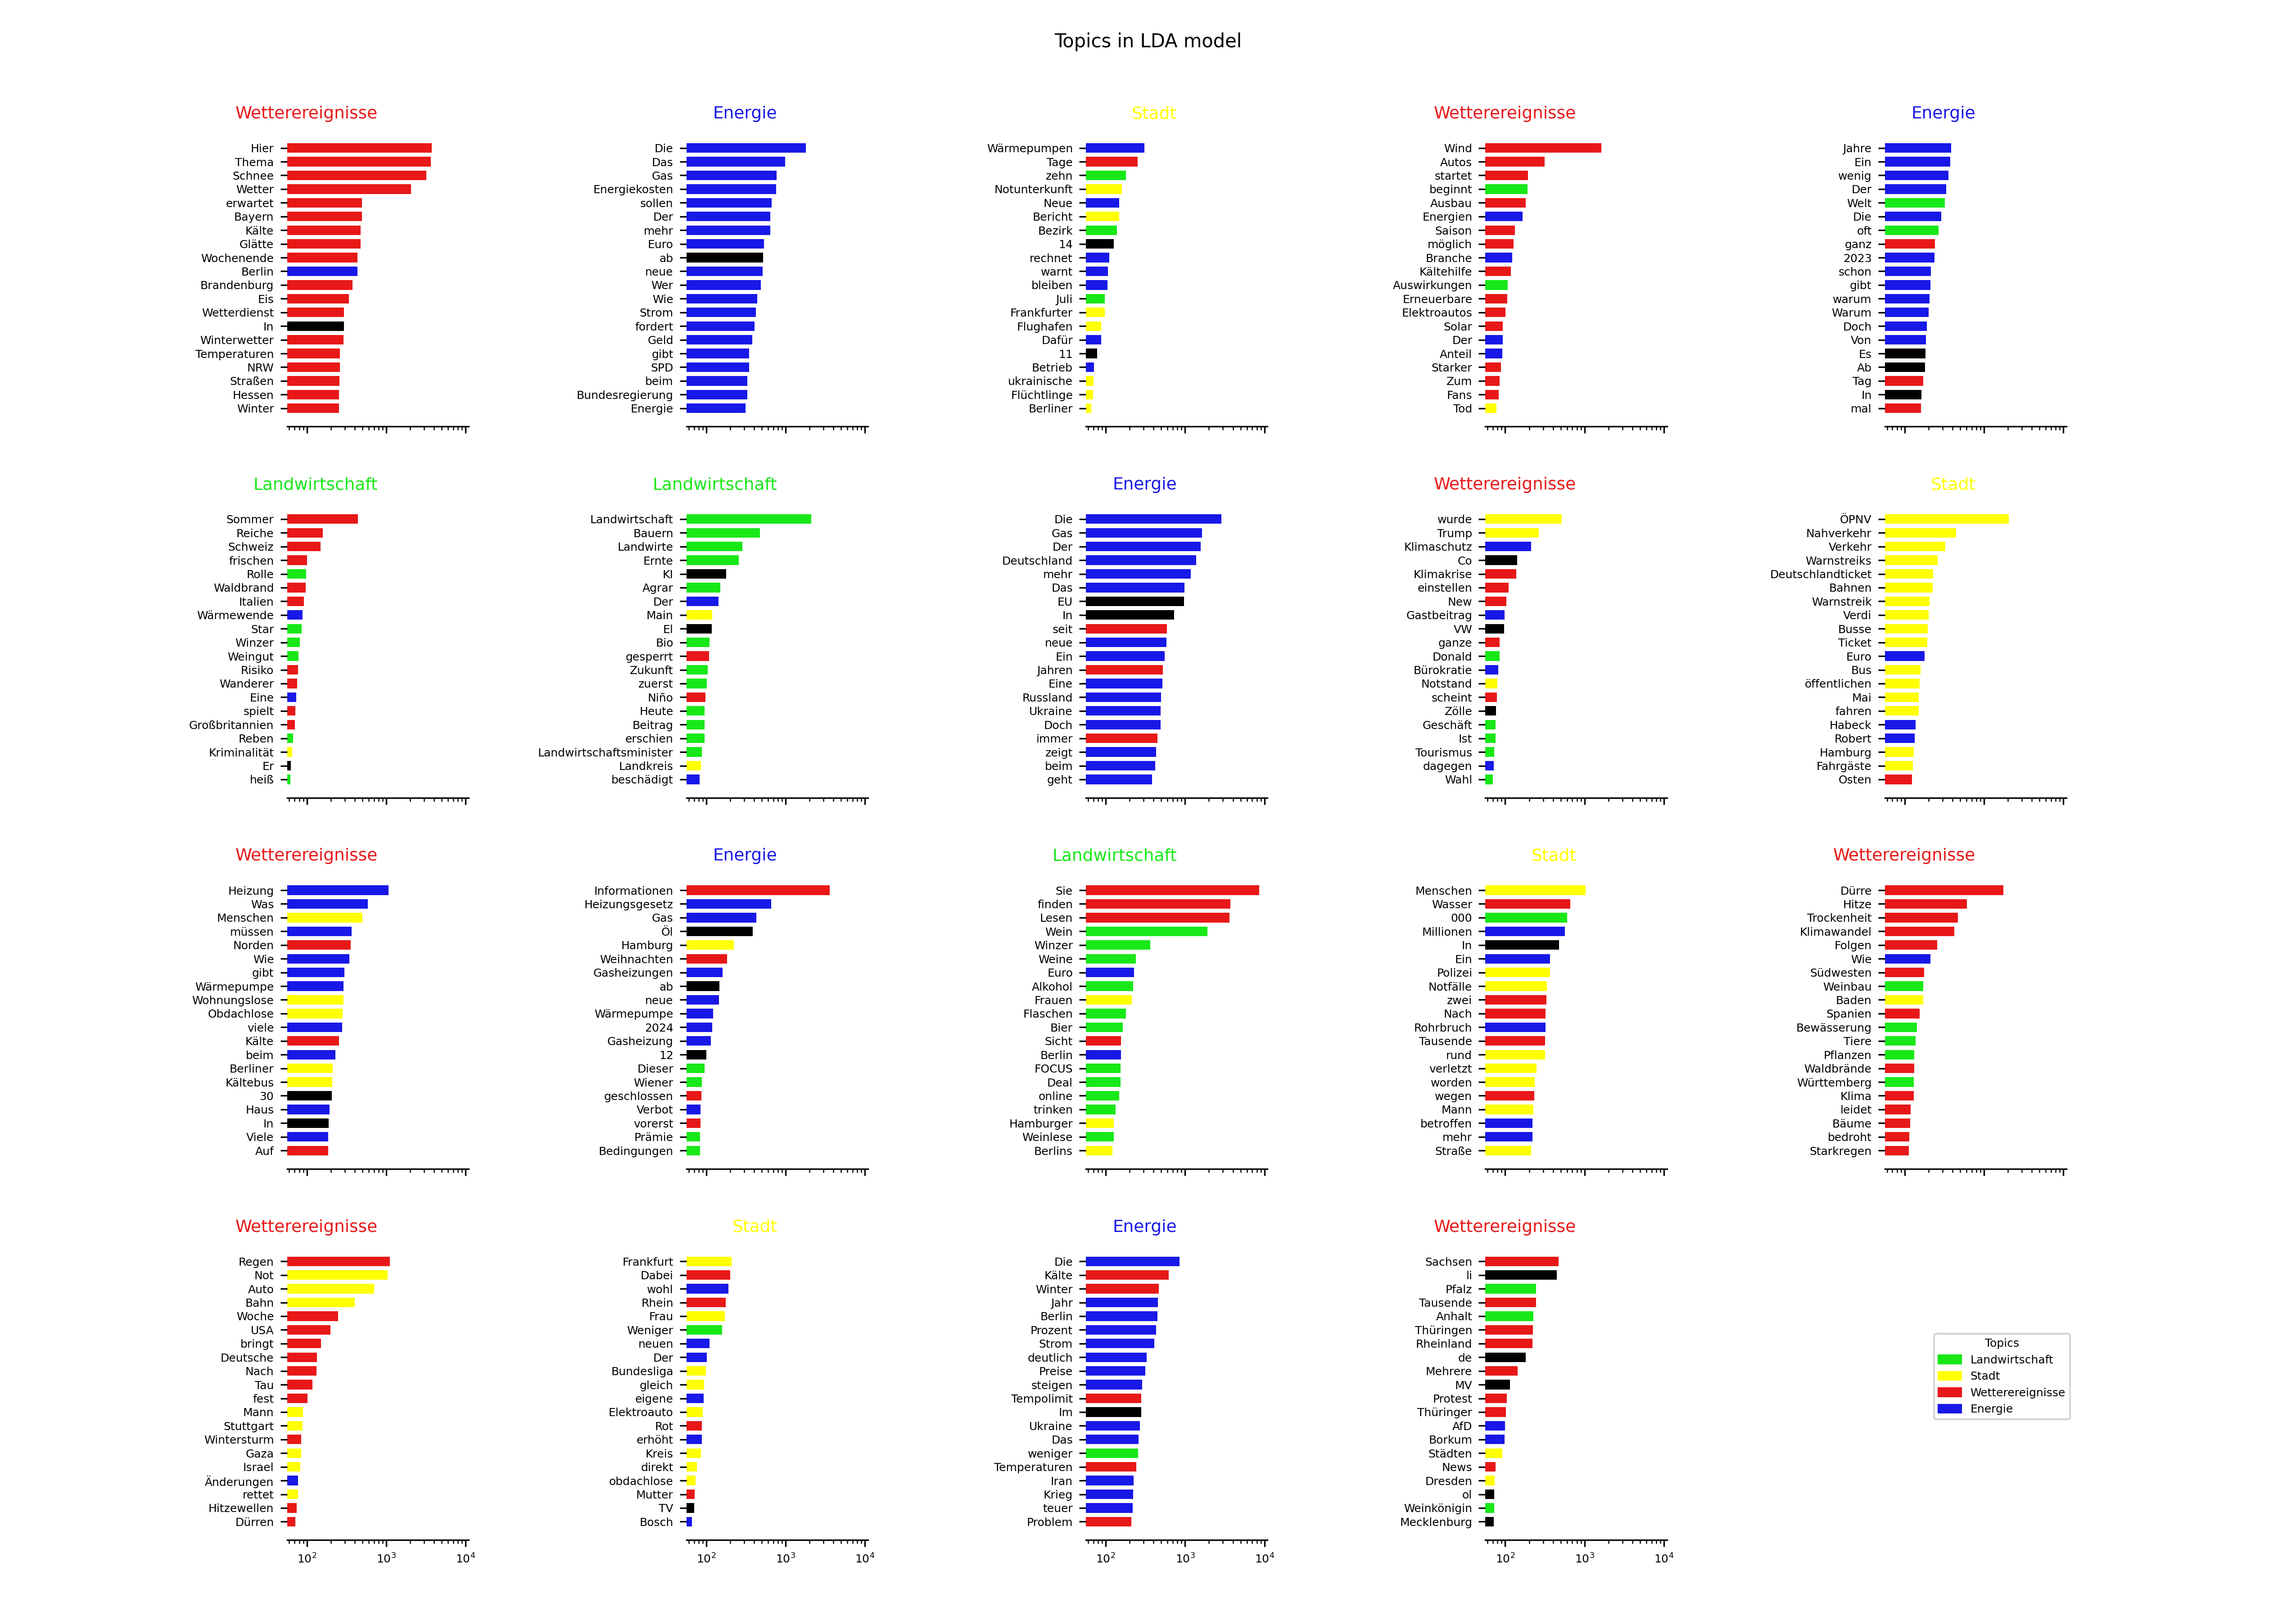 Topics in LDA model
Wetterereignisse
Hier
Thema
Schnee
Wetter
erwartet
Bayern
Kälte
Glätte
Wochenende
Berlin
Brandenburg
Eis
Wetterdienst
In
Winterwetter
Temperaturen
NRW
Straßen
Hessen
Winter
Energie
Die
Das
Gas
Energiekosten
sollen
Der
mehr
Euro
ab
neue
Wer
Wie
Strom
fordert
Geld
gibt
SPD
beim
Bundesregierung
Energie
Stadt
Wärmepumpen
Tage
zehn
Notunterkunft
Neue
Bericht
Bezirk
14
rechnet
warnt
bleiben
Juli
Frankfurter
Flughafen
Dafür
11
Betrieb
ukrainische
Flüchtlinge
Berliner
Wetterereignisse
Wind
Autos
startet
beginnt
Ausbau
Energien
Saison
möglich
Branche
Kältehilfe
Auswirkungen
Erneuerbare
Elektroautos
Solar
Der
Anteil
Starker
Zum
Fans
Tod
Energie
Jahre
Ein
wenig
Der
Welt
Die
oft
ganz
2023
schon
gibt
warum
Warum
Doch
Von
Es
Ab
Tag
In
mal
Landwirtschaft
Sommer
Reiche
Schweiz
frischen
Rolle
Waldbrand
Italien
Wärmewende
Star
Winzer
Weingut
Risiko
Wanderer
Eine
spielt
Großbritannien
Reben
Kriminalität
Er
heiß
Landwirtschaft
Landwirtschaft
Bauern
Landwirte
Ernte
KI
Agrar
Der
Main
El
Bio
gesperrt
Zukunft
zuerst
Niño
Heute
Beitrag
erschien
Landwirtschaftsminister
Landkreis
beschädigt
Energie
Die
Gas
Der
Deutschland
mehr
Das
EU
In
seit
neue
Ein
Jahren
Eine
Russland
Ukraine
Doch
immer
zeigt
beim
geht
Wetterereignisse
wurde
Trump
Klimaschutz
Co
Klimakrise
einstellen
New
Gastbeitrag
VW
ganze
Donald
Bürokratie
Notstand
scheint
Zölle
Geschäft
Ist
Tourismus
dagegen
Wahl
Stadt
ÖPNV
Nahverkehr
Verkehr
Warnstreiks
Deutschlandticket
Bahnen
Warnstreik
Verdi
Busse
Ticket
Euro
Bus
öffentlichen
Mai
fahren
Habeck
Robert
Hamburg
Fahrgäste
Osten
Wetterereignisse
Heizung
Was
Menschen
müssen
Norden
Wie
gibt
Wärmepumpe
Wohnungslose
Obdachlose
viele
Kälte
beim
Berliner
Kältebus
30
Haus
In
Viele
Auf
Energie
Informationen
Heizungsgesetz
Gas
Öl
Hamburg
Weihnachten
Gasheizungen
ab
neue
Wärmepumpe
2024
Gasheizung
12
Dieser
Wiener
geschlossen
Verbot
vorerst
Prämie
Bedingungen
Landwirtschaft
Sie
finden
Lesen
Wein
Winzer
Weine
Euro
Alkohol
Frauen
Flaschen
Bier
Sicht
Berlin
FOCUS
Deal
online
trinken
Hamburger
Weinlese
Berlins
Stadt
Menschen
Wasser
000
Millionen
In
Ein
Polizei
Notfälle
zwei
Nach
Rohrbruch
Tausende
rund
verletzt
worden
wegen
Mann
betroffen
mehr
Straße
Wetterereignisse
Dürre
Hitze
Trockenheit
Klimawandel
Folgen
Wie
Südwesten
Weinbau
Baden
Spanien
Bewässerung
Tiere
Pflanzen
Waldbrände
Württemberg
Klima
leidet
Bäume
bedroht
Starkregen
Wetterereignisse
Regen
Not
Auto
Bahn
Woche
USA
bringt
Deutsche
Nach
Tau
fest
Mann
Stuttgart
Wintersturm
Gaza
Israel
Änderungen
rettet
Hitzewellen
Dürren
10² 10³ 10⁴
Stadt
Frankfurt
Dabei
wohl
Rhein
Frau
Weniger
neuen
Der
Bundesliga
gleich
eigene
Elektroauto
Rot
erhöht
Kreis
direkt
obdachlose
Mutter
TV
Bosch
10² 10³ 10⁴
Energie
Die
Kälte
Winter
Jahr
Berlin
Prozent
Strom
deutlich
Preise
steigen
Tempolimit
Im
Ukraine
Das
weniger
Temperaturen
Iran
Krieg
teuer
Problem
10² 10³ 10⁴
Wetterereignisse
Sachsen
li
Pfalz
Tausende
Anhalt
Thüringen
Rheinland
de
Mehrere
MV
Protest
Thüringer
AfD
Borkum
Städten
News
Dresden
ol
Weinkönigin
Mecklenburg
10² 10³ 10⁴
Topics
Landwirtschaft
Stadt
Wetterereignisse
Energie